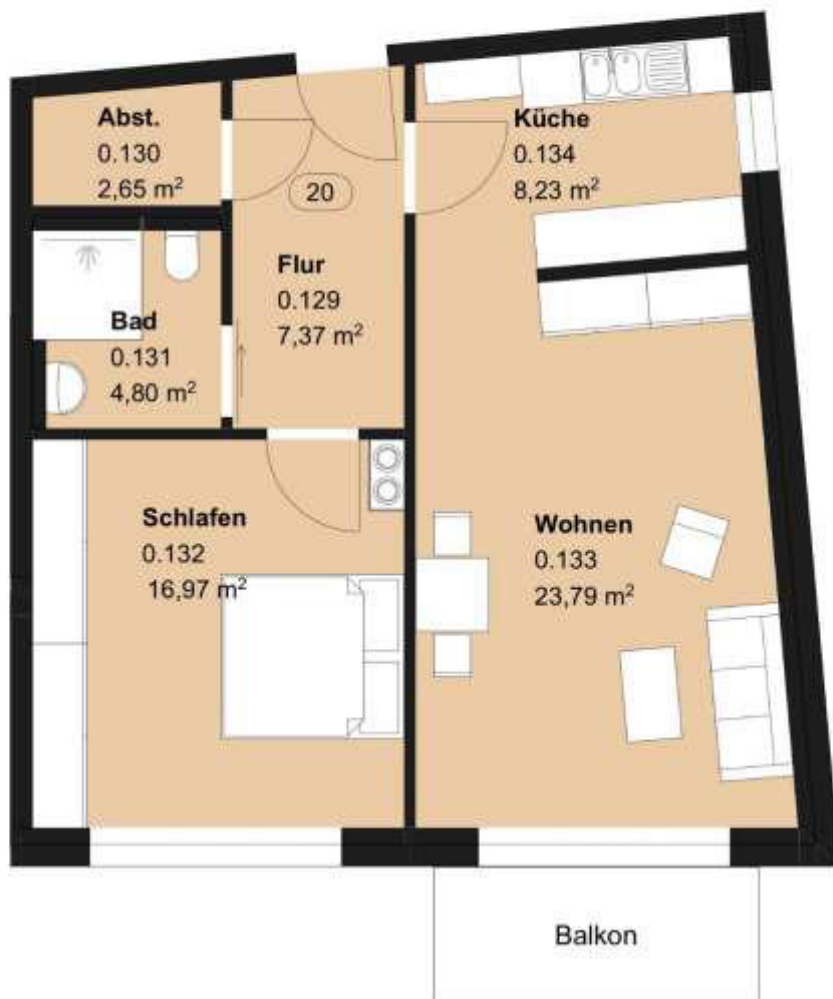 Abst.
0.130
2,65 m²
Küche
0.134
8,23 m²
20
Flur
0.129
7,37 m²
Bad
0.131
4,80 m²
Schlafen
0.132
16,97 m²
Wohnen
0.133
23,79 m²
Balkon